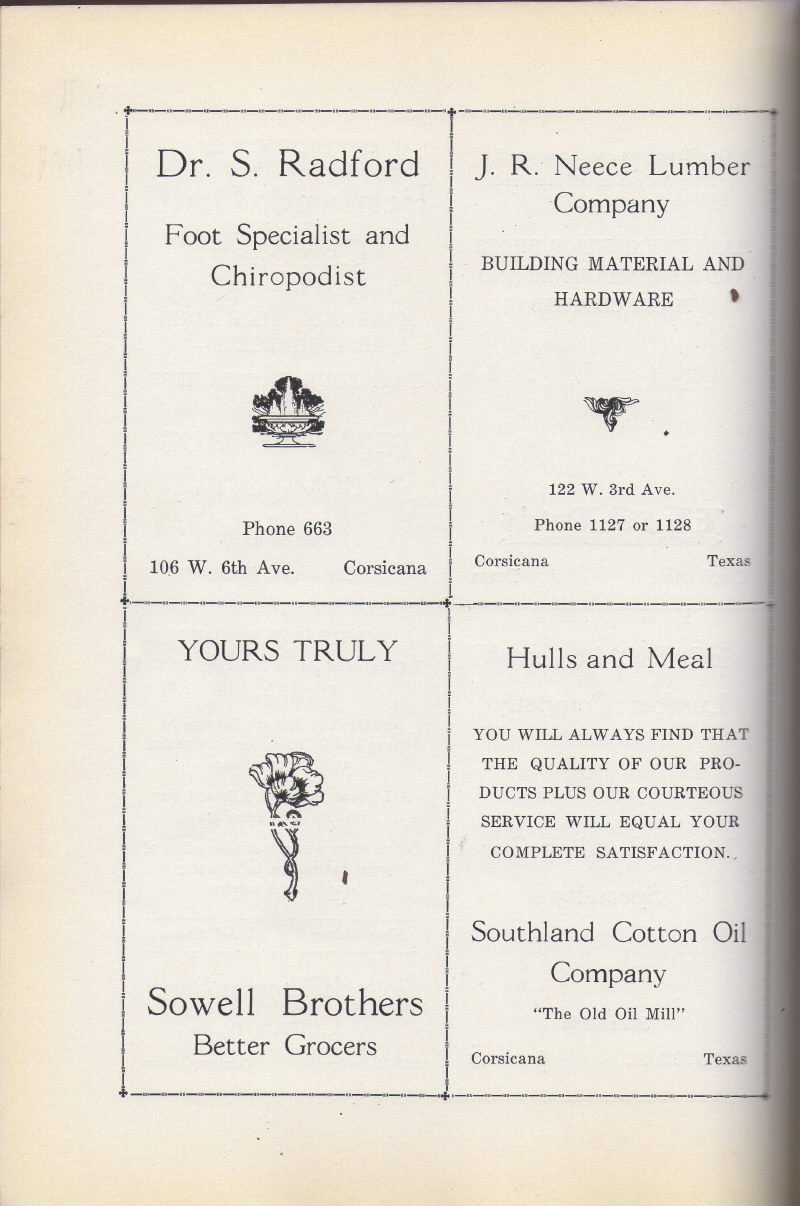 Dr. S. Radford
Foot Specialist and
Chiropodist
Phone 663
106 W. 6th Ave. Corsicana
J. R. Neece Lumber
Company
BUILDING MATERIAL AND
HARDWARE
122 W. 3rd Ave.
Phone 1127 or 1128
Corsicana Texas
YOURS TRULY
Sowell Brothers
Better Grocers
Hulls and Meal
YOU WILL ALWAYS FIND THAT
THE QUALITY OF OUR PRO-
DUCTS PLUS OUR COURTEOUS
SERVICE WILL EQUAL YOUR
COMPLETE SATISFACTION.
Southland Cotton Oil
Company
“The Old Oil Mill”
Corsicana Texas